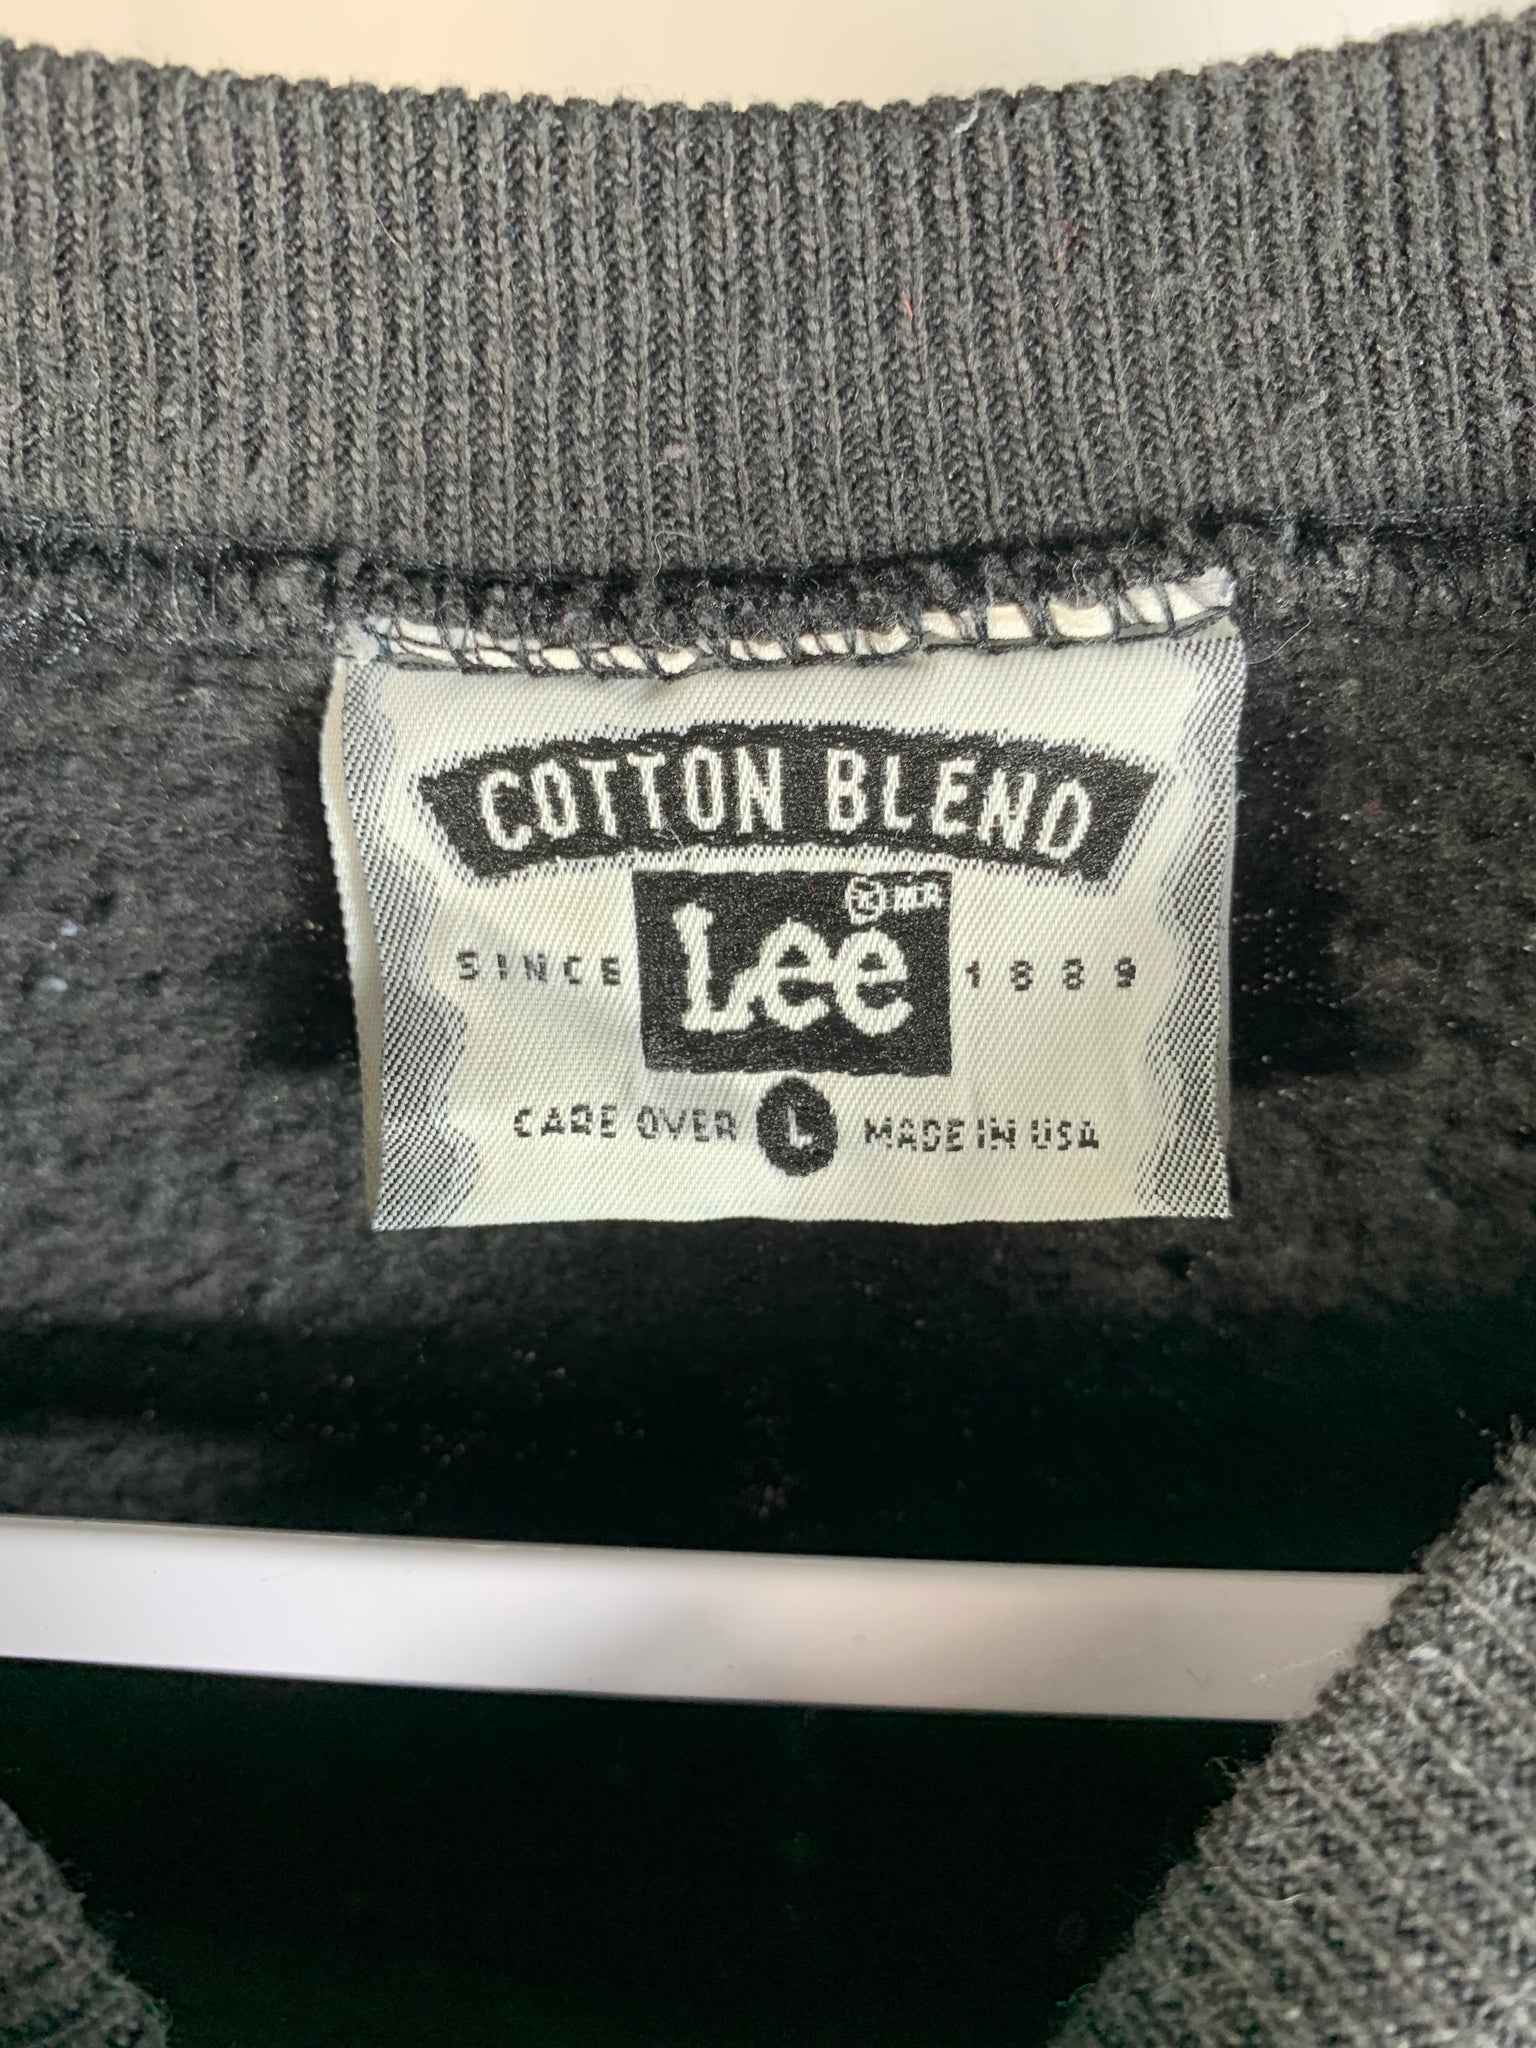 COTTON BLEND
Lee
SINCE 1889
CARE OVER L MADE IN USA